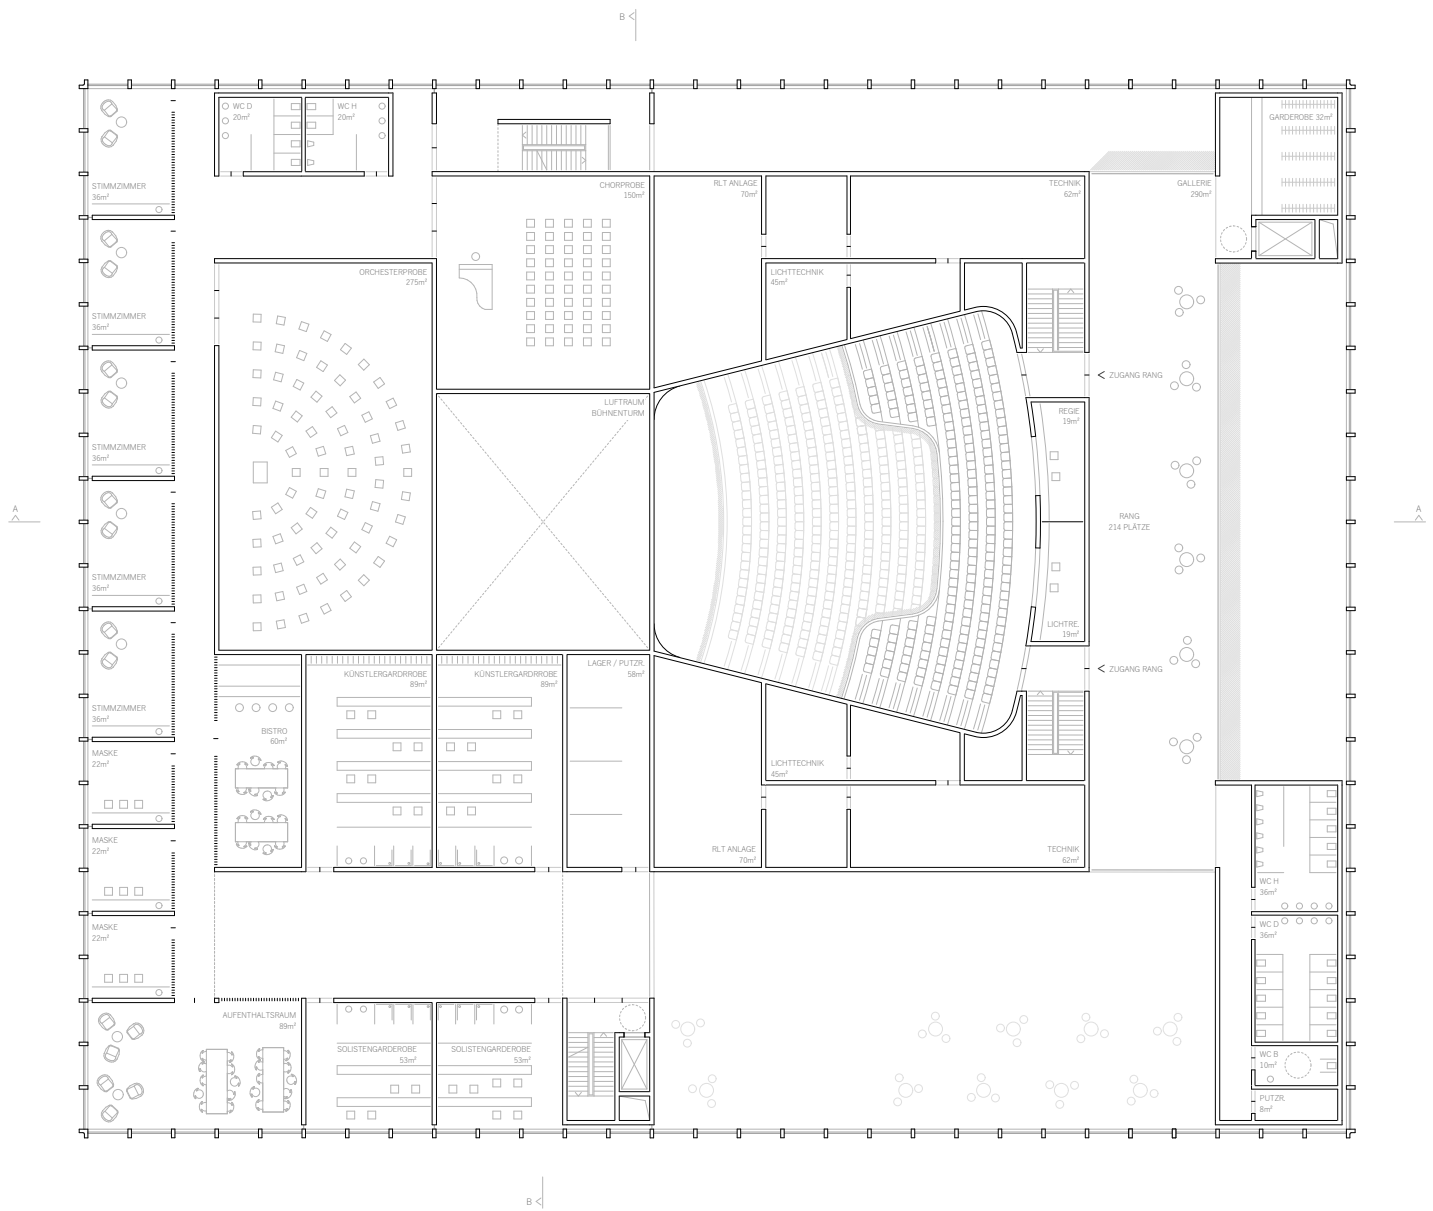 B
WC D
20m²
WC H
20m²
GARDEROBE 32m²
STIMMZIMMER
36m²
CHORPROBE
150m²
RLT ANLAGE
70m²
TECHNIK
62m²
GALLERIE
290m²
ORCHESTERPROBE
275m²
LICHTTECHNIK
45m²
STIMMZIMMER
36m²
ZUGANG RANG
LUFTRAUM
BÜHNENTURM
REGIE
19m²
STIMMZIMMER
36m²
A
A
RANG
214 PLÄTZE
STIMMZIMMER
36m²
LICHTRE.
19m²
KÜNSTLERGARDRROBE
89m²
KÜNSTLERGARDRROBE
89m²
LAGER / PUTZR.
58m²
ZUGANG RANG
STIMMZIMMER
36m²
BISTRO
60m²
MASKE
22m²
LICHTTECHNIK
45m²
MASKE
22m²
RLT ANLAGE
70m²
TECHNIK
62m²
WC H
36m²
MASKE
22m²
WC D
36m²
AUFENTHALTSRAUM
89m²
SOLISTENGARDEROBE
53m²
SOLISTENGARDEROBE
53m²
WC B
10m²
PUTZR.
8m²
B